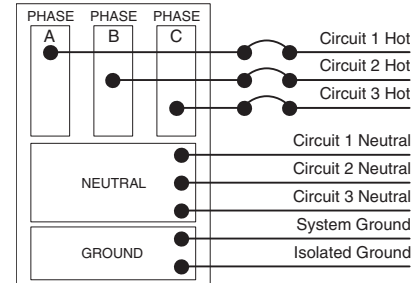 PHASE PHASE PHASE
A B C
Circuit 1 Hot
Circuit 2 Hot
Circuit 3 Hot
Circuit 1 Neutral
NEUTRAL
Circuit 2 Neutral
Circuit 3 Neutral
System Ground
GROUND
Isolated Ground